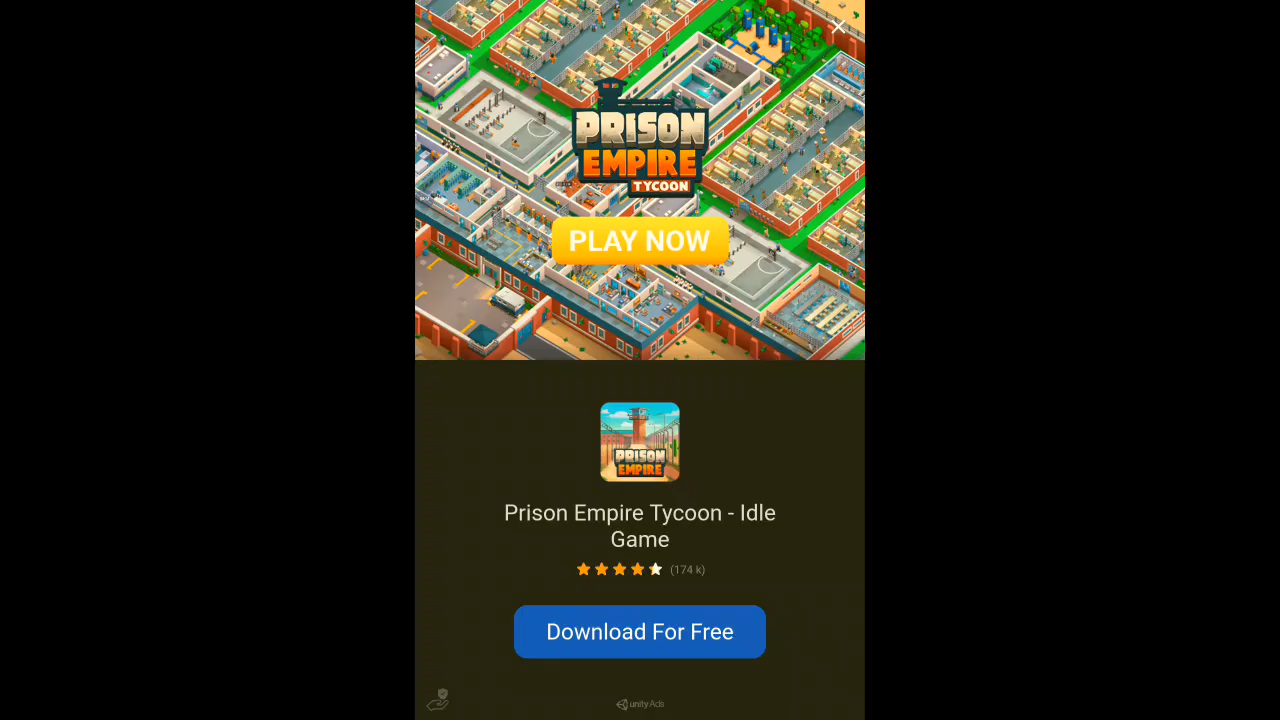 PRISON
EMPIRE
TYCOON
PLAY NOW
PRISON
EMPIRE
Prison Empire Tycoon - Idle
Game
(174 k)
Download For Free
unity Ads